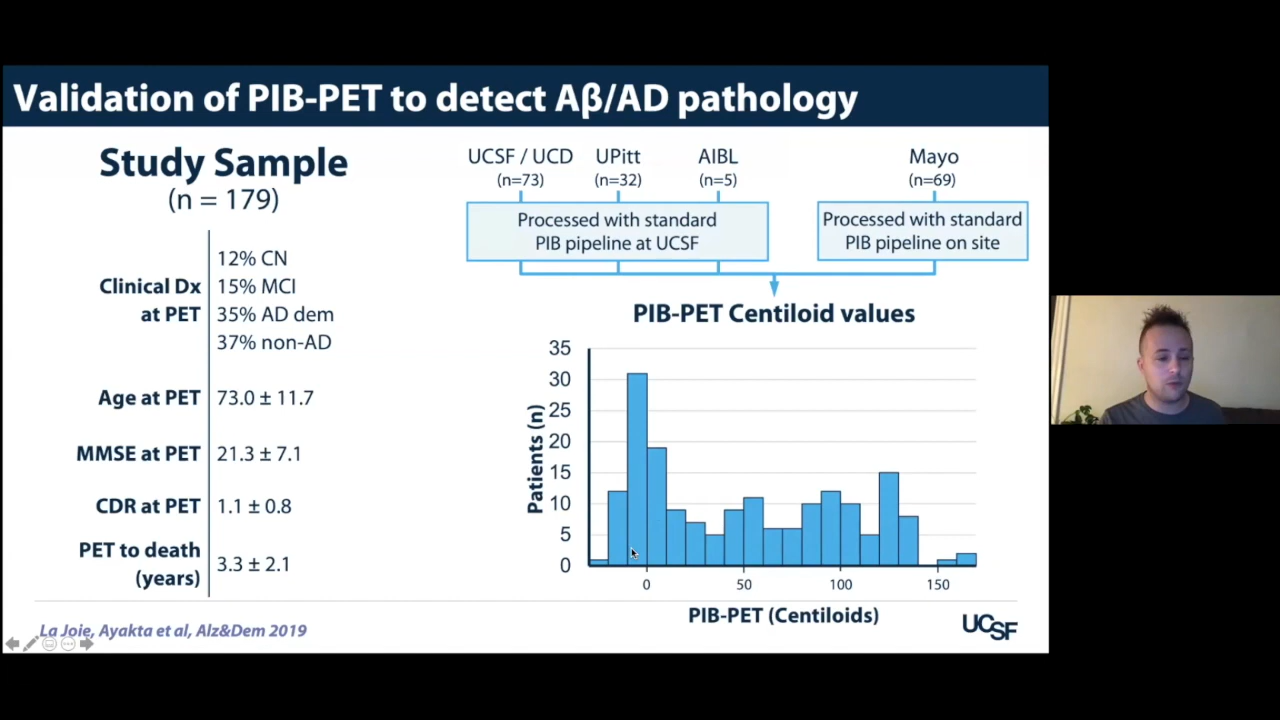 Validation of PIB-PET to detect Aβ/AD pathology
Study Sample
(n = 179)
Clinical Dx
at PET
12% CN
15% MCI
35% AD dem
37% non-AD
Age at PET
73.0 ± 11.7
MMSE at PET
21.3 ± 7.1
CDR at PET
1.1 ± 0.8
PET to death
(years)
3.3 ± 2.1
UCSF / UCD
(n=73)
UPitt
(n=32)
AIBL
(n=5)
Mayo
(n=69)
Processed with standard
PIB pipeline at UCSF
Processed with standard
PIB pipeline on site
PIB-PET Centiloid values
Patients (n)
35
30
25
20
15
10
5
0
0
50
100
150
PIB-PET (Centiloids)
La Joie, Ayakta et al, Alz&Dem 2019
UCSF